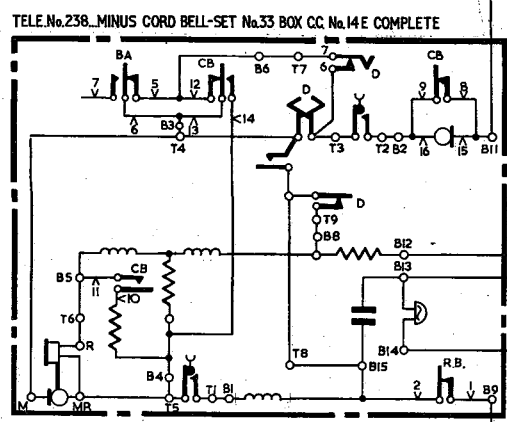 TELE. No. 238... MINUS CORD BELL-SET No. 33 BOX C.C. No. 14 E COMPLETE
BA CB 7 CB
B6 T7 6 D
7 5 12 D 9 8
B3 14
6 13
T4 T3 T2 B2 16 15 B11
D
T9
B8
B12
CB B13
B5
11 10
T6
R
T8 B14
B4 B15 R.B.
2 1
M MR T5 T1 B1 B9